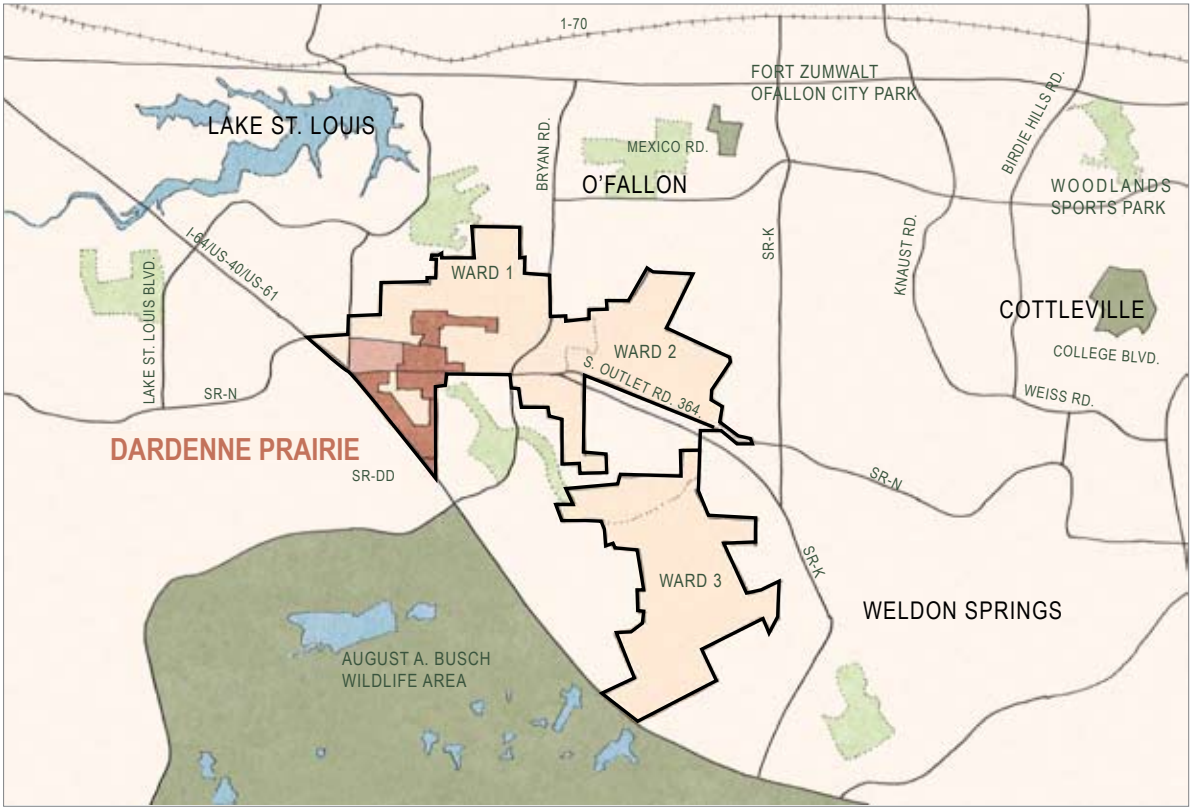 1-70
FORT ZUMWALT
OFALLON CITY PARK
BIRDIE HILLS RD.
LAKE ST. LOUIS
BRYAN RD.
MEXICO RD.
O'FALLON
WOODLANDS
SPORTS PARK
I-64/US-40/US-61
SR-K
KNAUST RD.
WARD 1
LAKE ST. LOUIS BLVD.
COTTLEVILLE
WARD 2
COLLEGE BLVD.
S. OUTLET RD. 364.
SR-N
WEISS RD.
DARDENNE PRAIRIE
SR-DD
SR-N
SR-K
WARD 3
WELDON SPRINGS
AUGUST A. BUSCH
WILDLIFE AREA